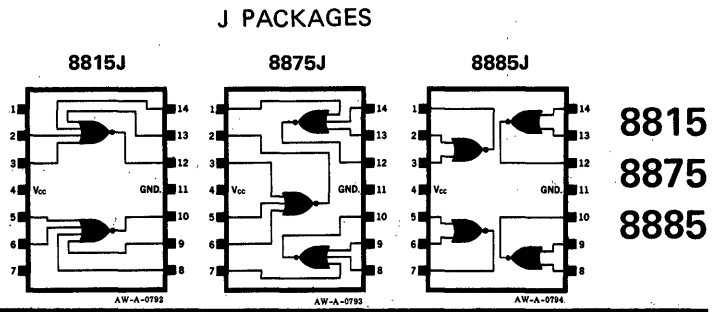 J PACKAGES
8815J
8875J
8885J
1 14
2 13
3 12
4 Vcc GND. 11
5 10
6 9
7 8
AW-A-0792
1 14
2 13
3 12
4 Vcc GND. 11
5 10
6 9
7 8
AW-A-0793
1 14
2 13
3 12
4 Vcc GND. 11
5 10
6 9
7 8
AW-A-0794
8815
8875
8885